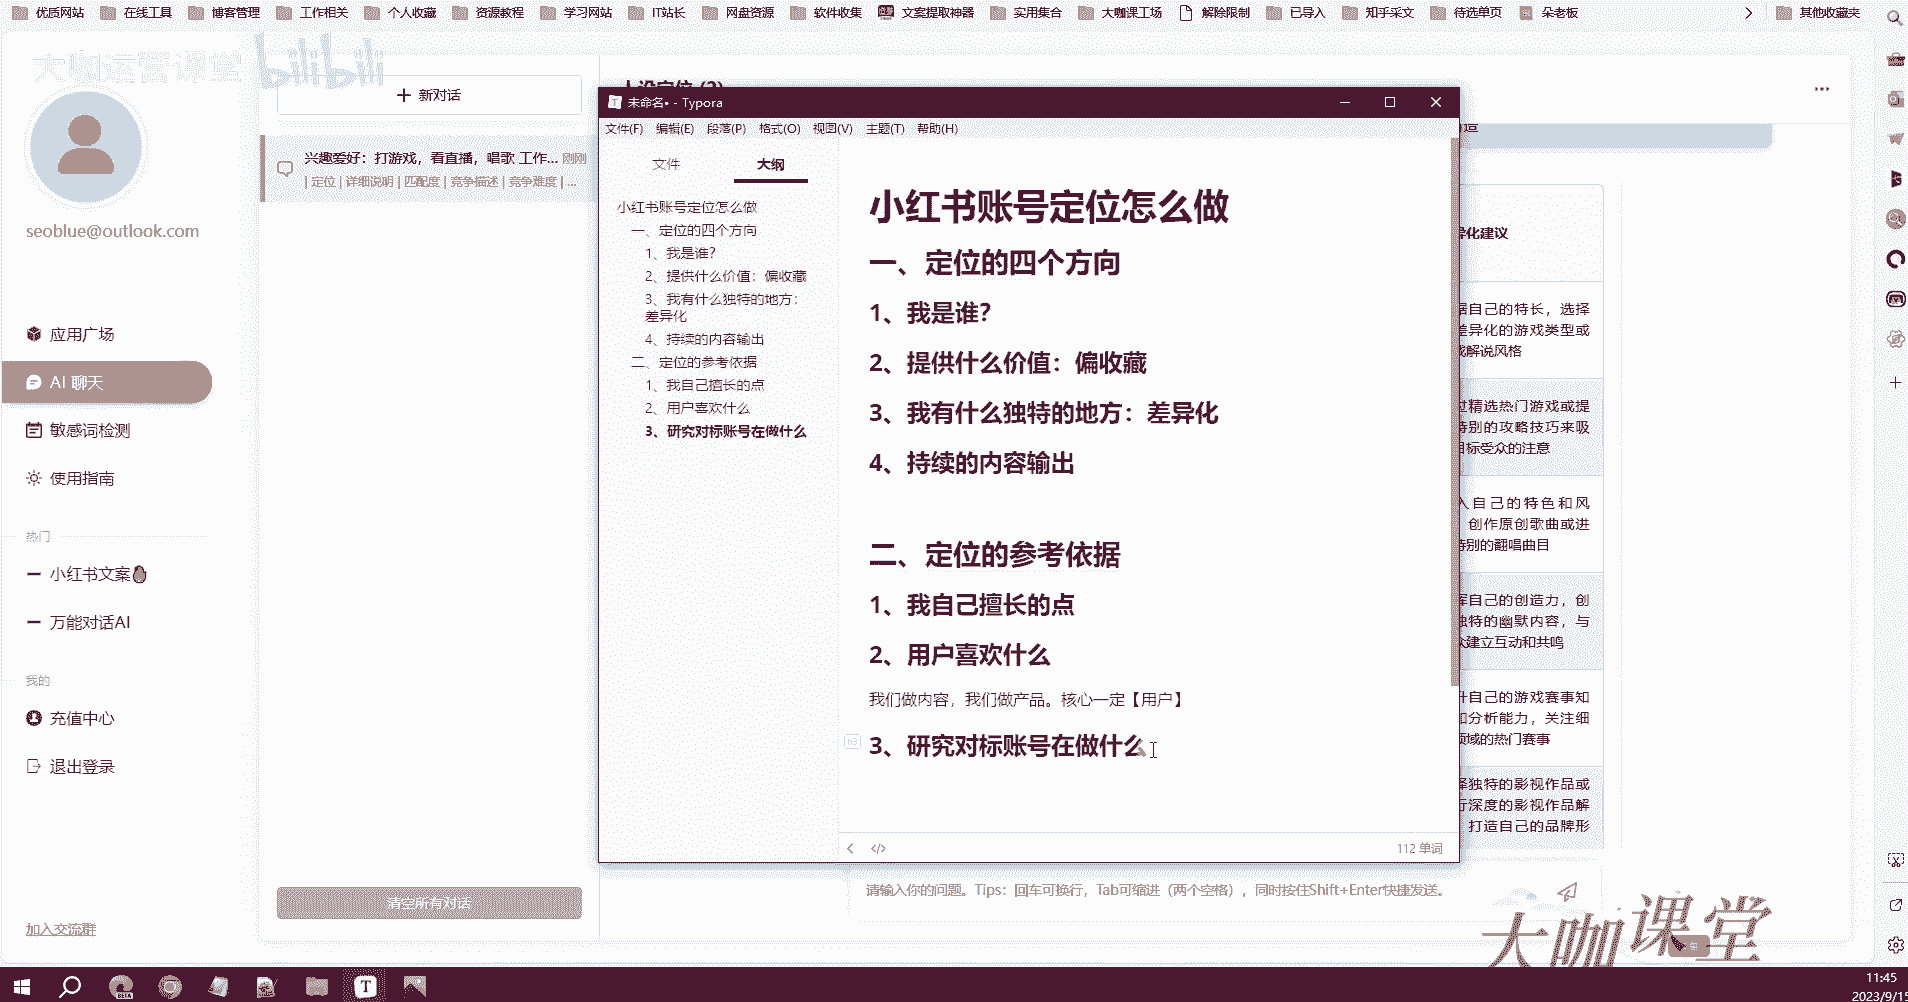 优质网站 在线工具 博客管理 工作相关 个人收藏 资源教程 学习网站 IT站长 网盘资源 软件收集 文案提取神器 实用集合 大咖课工场 解除限制 已导入 知乎采文 待选单页 朵老板 其他收藏夹
大咖运营课堂 bilibili
seoblue@outlook.com
应用广场
AI 聊天
敏感词检测
使用指南
热门
小红书文案
万能对话AI
我的
充值中心
退出登录
加入交流群
+ 新对话
兴趣爱好：打游戏，看直播，唱歌 工作... 刚刚
| 定位 | 详细说明 | 匹配度 | 竞争描述 | 竞争难度 | ...
清空所有对话
未命名• - Typora
文件(F) 编辑(E) 段落(P) 格式(O) 视图(V) 主题(T) 帮助(H)
文件 大纲
小红书账号定位怎么做
一、定位的四个方向
1、我是谁？
2、提供什么价值：偏收藏
3、我有什么独特的地方：
差异化
4、持续的内容输出
二、定位的参考依据
1、我自己擅长的点
2、用户喜欢什么
3、研究对标账号在做什么
小红书账号定位怎么做
一、定位的四个方向
1、我是谁？
2、提供什么价值：偏收藏
3、我有什么独特的地方：差异化
4、持续的内容输出
二、定位的参考依据
1、我自己擅长的点
2、用户喜欢什么
我们做内容，我们做产品。核心一定【用户】
h3
3、研究对标账号在做什么
</> 112 单词
异化建议
自己的特长，选择
差异化的游戏类型或
戏解说风格
过精选热门游戏或提
特别的攻略技巧来吸
目标受众的注意
入自己的特色和风
创作原创歌曲或进
特别的翻唱曲目
挥自己的创造力，创
独特的幽默内容，与
众建立互动和共鸣
升自己的游戏赛事知
和分析能力，关注细
领域的热门赛事
择独特的影视作品或
行深度的影视作品解
打造自己的品牌形
请输入你的问题。Tips：回车可换行，Tab可缩进（两个空格），同时按住Shift+Enter快捷发送。
大咖课堂
11:45
2023/9/15